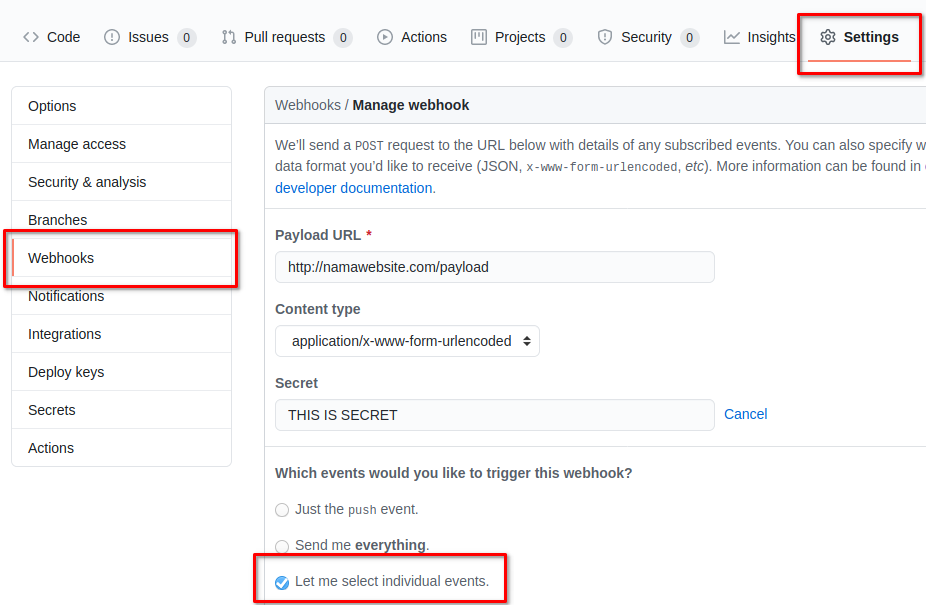 Code Issues 0 Pull requests 0 Actions Projects 0 Security 0 Insights Settings
Options
Manage access
Security & analysis
Branches
Webhooks
Notifications
Integrations
Deploy keys
Secrets
Actions
Webhooks / Manage webhook
We'll send a POST request to the URL below with details of any subscribed events. You can also specify w
data format you'd like to receive (JSON, x-www-form-urlencoded, etc). More information can be found in
developer documentation.
Payload URL *
http://namawebsite.com/payload
Content type
application/x-www-form-urlencoded
Secret
THIS IS SECRET Cancel
Which events would you like to trigger this webhook?
Just the push event.
Send me everything.
Let me select individual events.